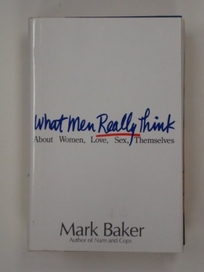 What Men Really Think
About Women, Love, Sex, Themselves
Mark Baker
Author of Nam and Cops